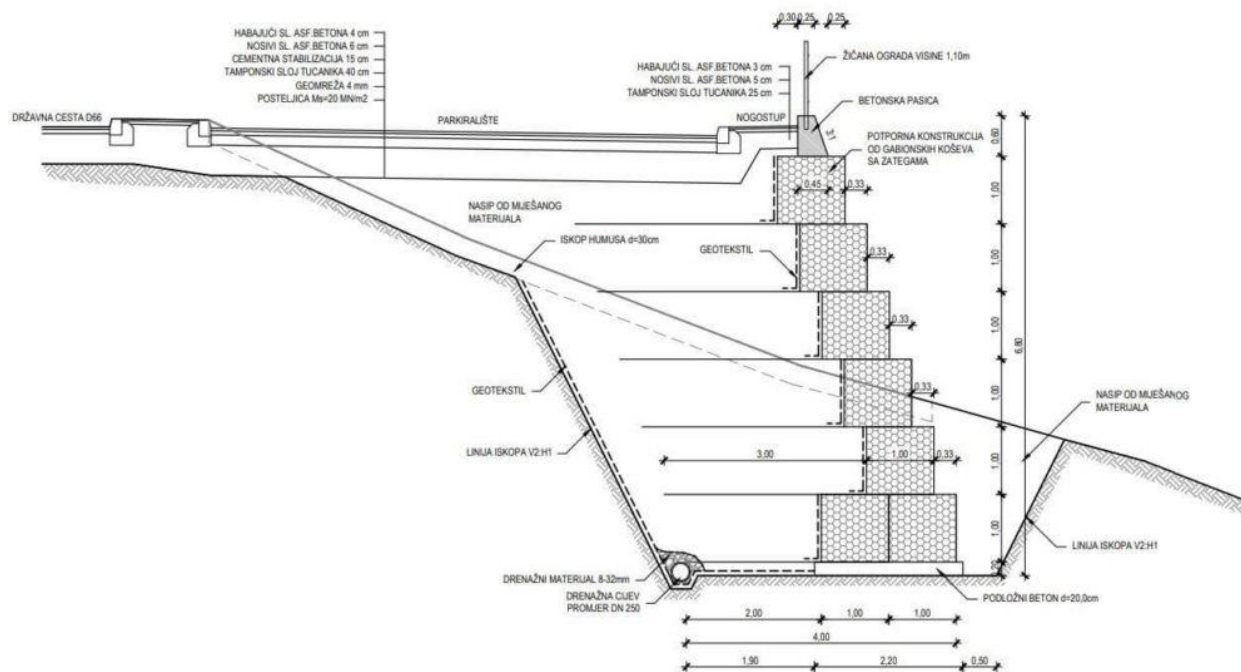 0.30 0.25 0.25
HABAJUĆI SL. ASF.BETONA 4 cm
NOSIVI SL. ASF.BETONA 6 cm
CEMENTNA STABILIZACIJA 15 cm
TAMPONSKI SLOJ TUCANIKA 40 cm
GEOMREŽA 4 mm
POSTELJICA Ms=20 MN/m2
HABAJUĆI SL. ASF.BETONA 3 cm
NOSIVI SL. ASF.BETONA 5 cm
TAMPONSKI SLOJ TUCANIKA 25 cm
ŽIČANA OGRADA VISINE 1,10m
BETONSKA PASICA
DRŽAVNA CESTA D66
PARKIRALIŠTE
NOGOSTUP
3:1
0,60
POTPORNA KONSTRUKCIJA
OD GABIONSKIH KOŠEVA
SA ZATEGAMA
0.45
0.33
1,00
NASIP OD MIJEŠANOG
MATERIJALA
ISKOP HUMUSA d=30cm
GEOTEKSTIL
0.33
1,00
0.33
1,00
6,80
GEOTEKSTIL
0.33
1,00
NASIP OD MIJEŠANOG
MATERIJALA
LINIJA ISKOPA V2:H1
3,00
1,00
0.33
1,00
1,00
LINIJA ISKOPA V2:H1
DRENAŽNI MATERIJAL 8-32mm
0,20
DRENAŽNA CIJEV
PROMJER DN 250
PODLOŽNI BETON d=20,0cm
2,00
1,00
1,00
4,00
1,90
2,20
0,50